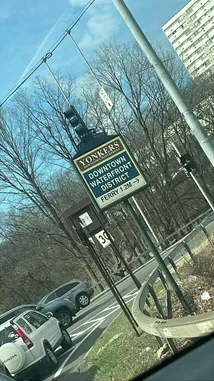 YONKERS
DOWNTOWN
WATERFRONT
DISTRICT
FERRY 1.2M→
30